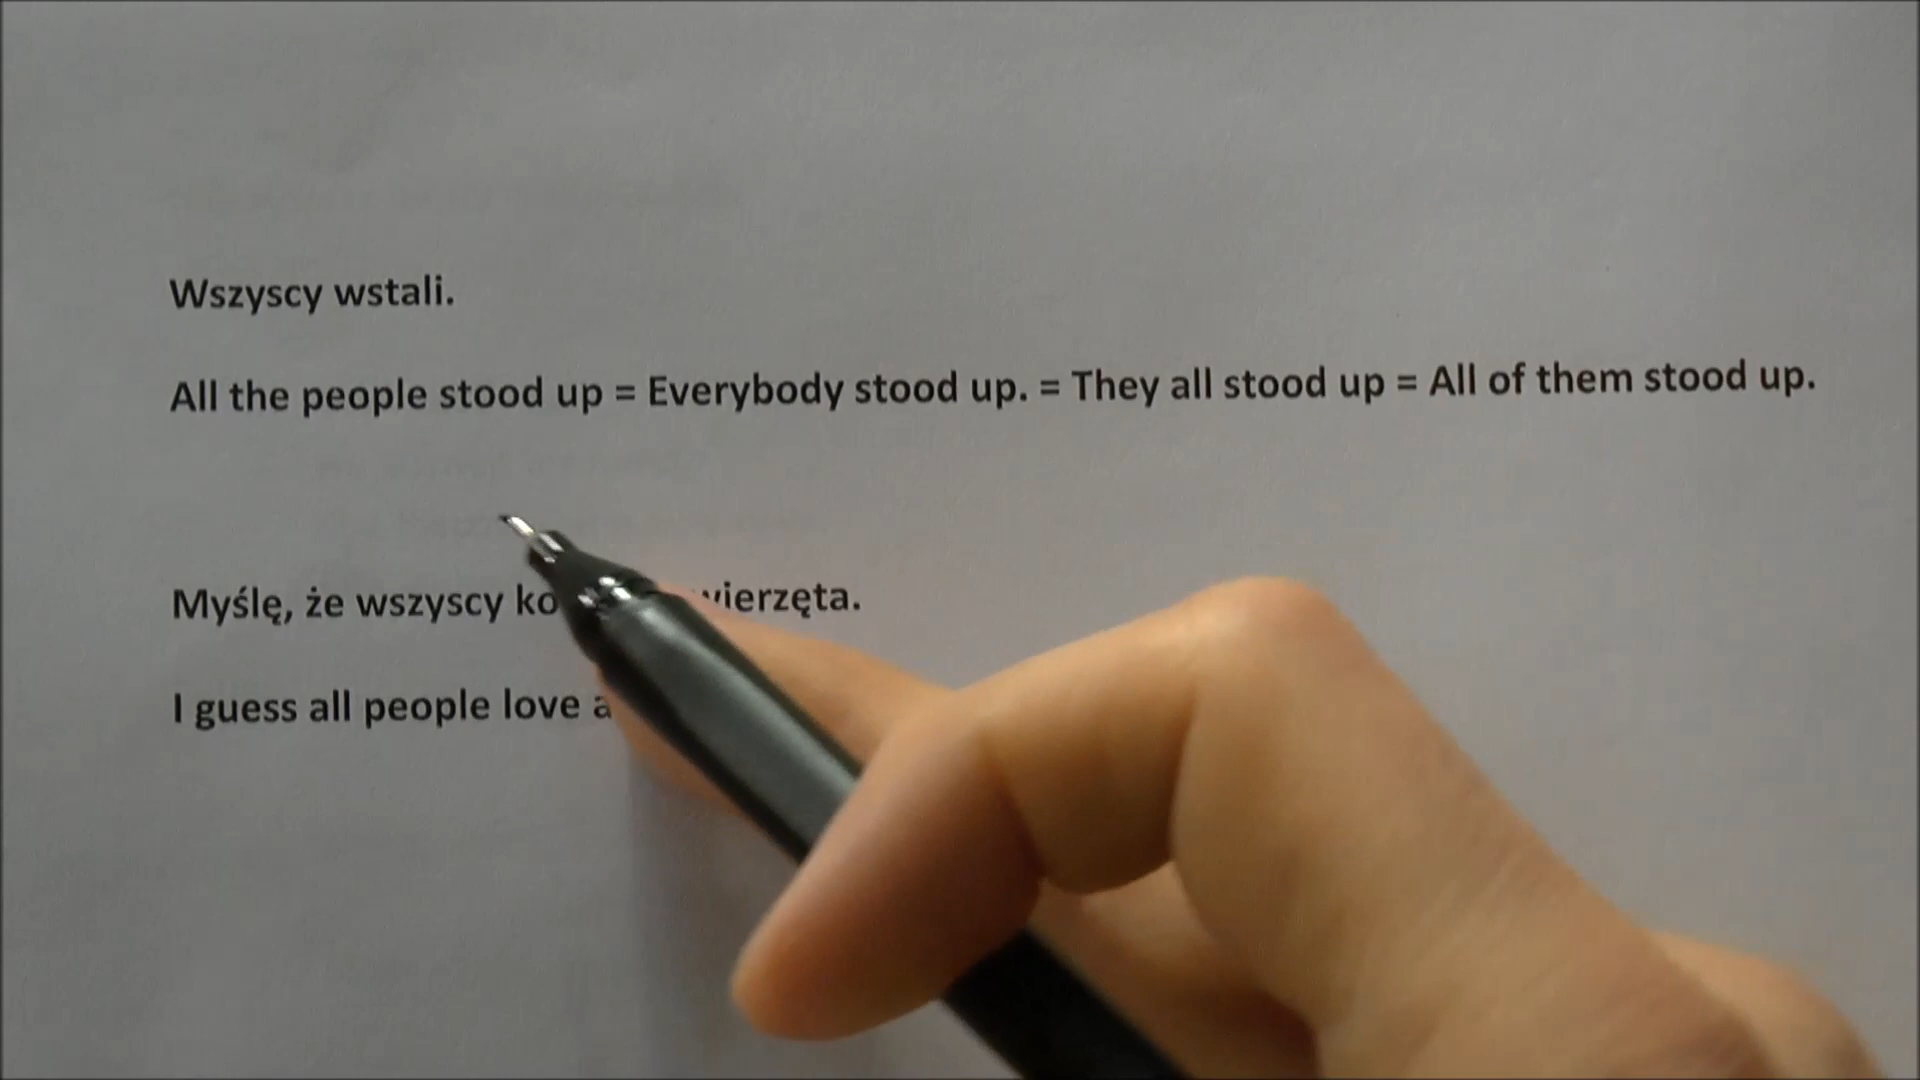 Wszyscy wstali.
All the people stood up = Everybody stood up. = They all stood up = All of them stood up.
Myślę, że wszyscy
I guess all people love